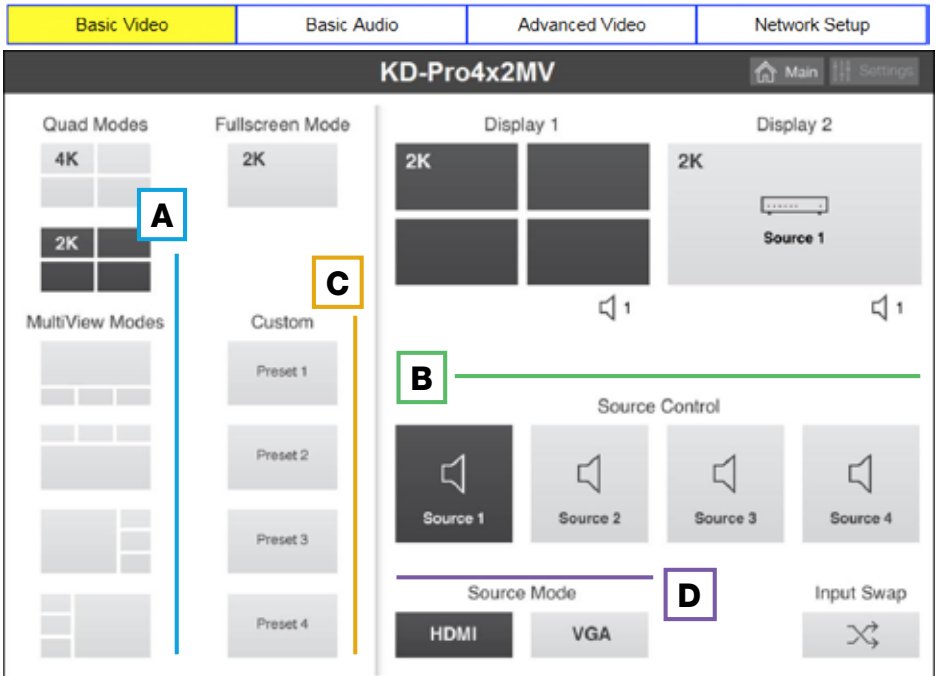 Basic Video Basic Audio Advanced Video Network Setup
KD-Pro4x2MV Main Settings
Quad Modes Fullscreen Mode Display 1 Display 2
4K 2K 2K 2K
A
Source 1
2K
C
1 1
MultiView Modes Custom
Preset 1
B
Source Control
Preset 2
Source 1 Source 2 Source 3 Source 4
Preset 3
Source Mode D Input Swap
Preset 4 HDMI VGA